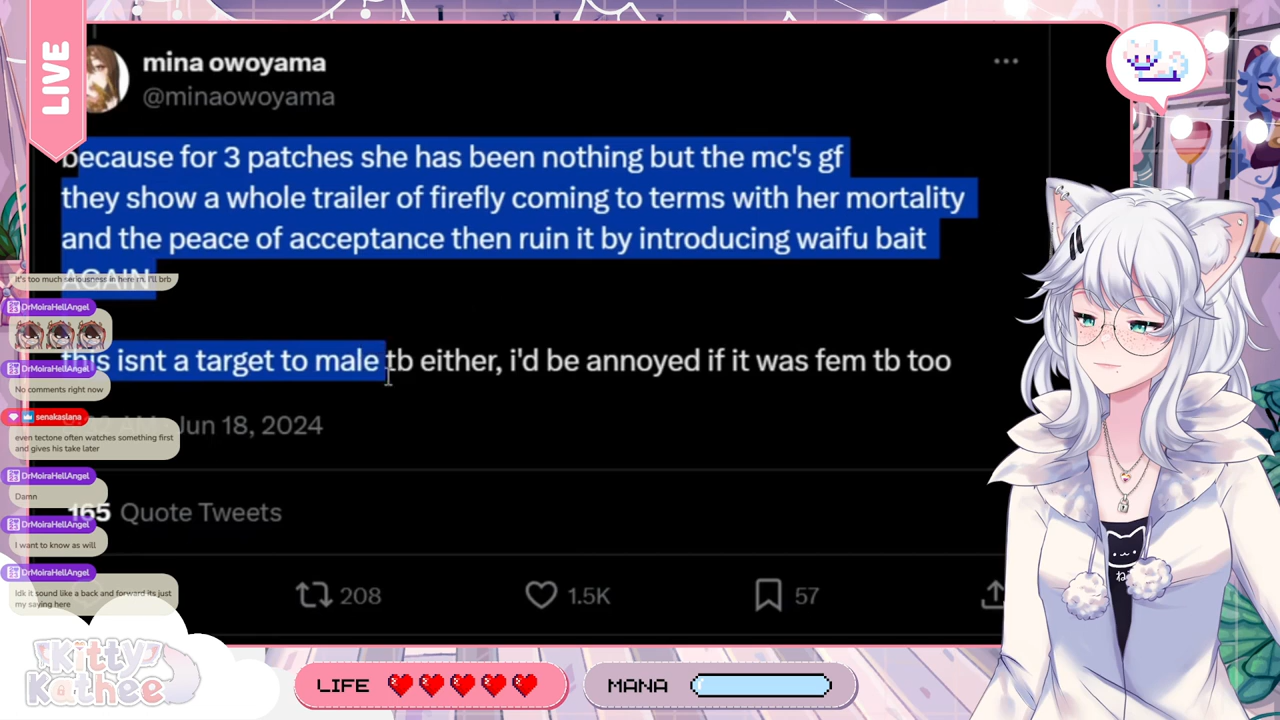 LIVE
mina owoyama
@minaowoyama
because for 3 patches she has been nothing but the mc's gf
they show a whole trailer of firefly coming to terms with her mortality
and the peace of acceptance then ruin it by introducing waifu bait
AGAIN
this isnt a target to male tb either, i'd be annoyed if it was fem tb too
AM Jun 18, 2024
165 Quote Tweets
208
1.5K
57
it's too much seriousness in here rn. I'll brb
DrMoiraHellAngel
DrMoiraHellAngel
No comments right now
senakaslana
even tectone often watches something first
and gives his take later
DrMoiraHellAngel
Damn
DrMoiraHellAngel
I want to know as will
DrMoiraHellAngel
Idk it sound like a back and forward its just
my saying here
Kitty
Kathee
LIFE
MANA
ね